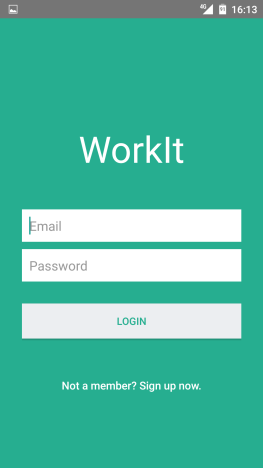 4G 16:13
WorkIt
Email
Password
LOGIN
Not a member? Sign up now.